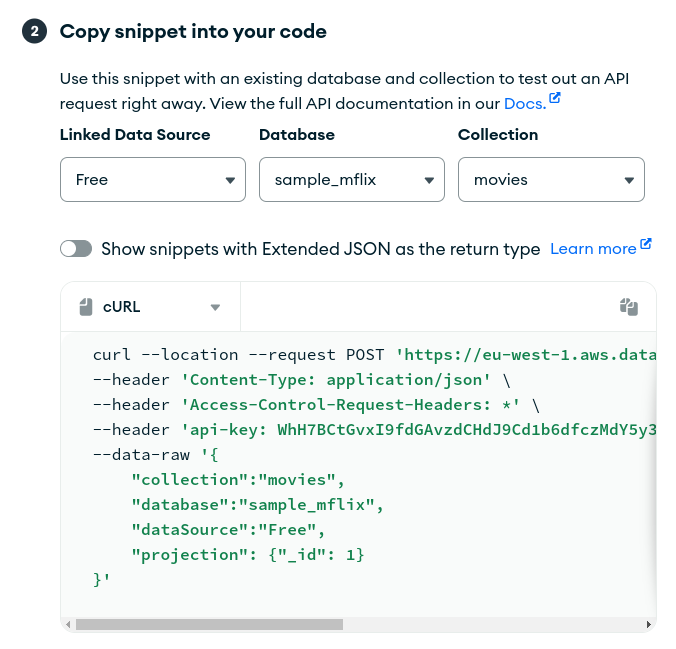 2 Copy snippet into your code
Use this snippet with an existing database and collection to test out an API
request right away. View the full API documentation in our Docs.
Linked Data Source Database Collection
Free sample_mflix movies
Show snippets with Extended JSON as the return type Learn more
cURL
curl --location --request POST 'https://eu-west-1.aws.data
--header 'Content-Type: application/json' \
--header 'Access-Control-Request-Headers: *' \
--header 'api-key: WhH7BCtGvxI9fdGAvzdCHdJ9Cd1b6dfczMdY5y3
--data-raw '{
    "collection":"movies",
    "database":"sample_mflix",
    "dataSource":"Free",
    "projection": {"_id": 1}
}'